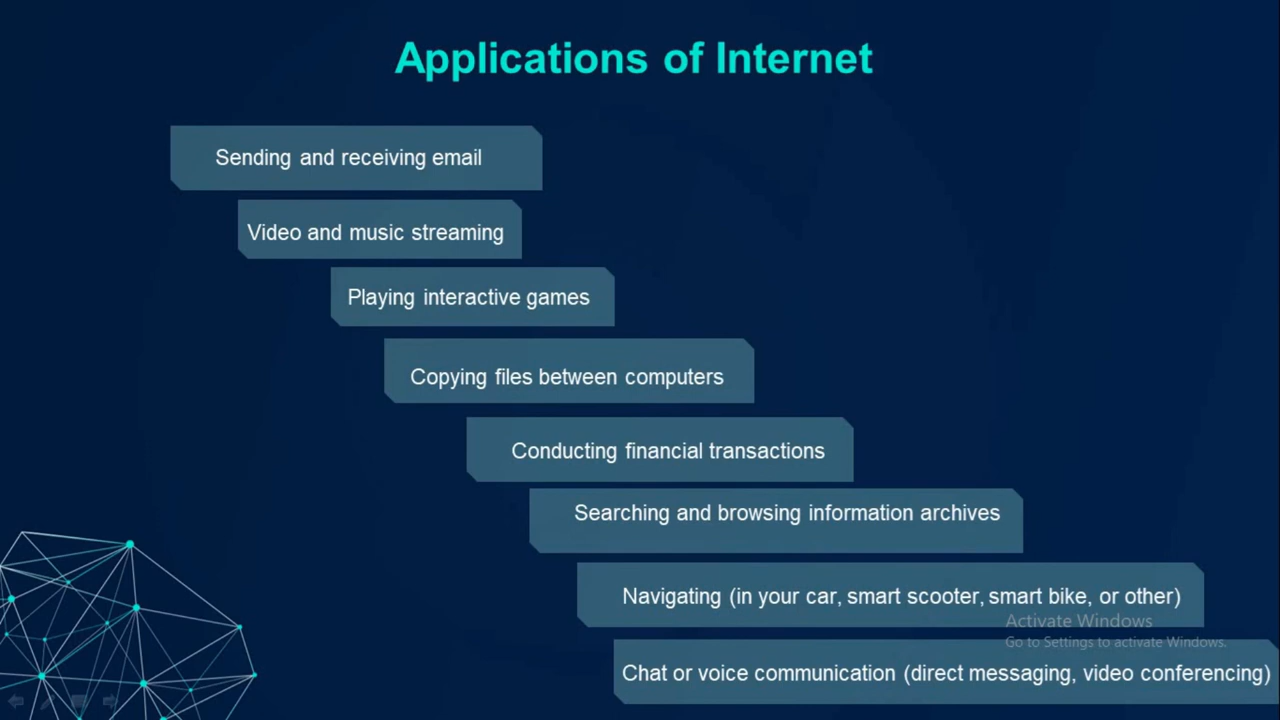 Applications of Internet
Sending and receiving email
Video and music streaming
Playing interactive games
Copying files between computers
Conducting financial transactions
Searching and browsing information archives
Navigating (in your car, smart scooter, smart bike, or other)
Activate Windows
Go to Settings to activate Windows.
Chat or voice communication (direct messaging, video conferencing)